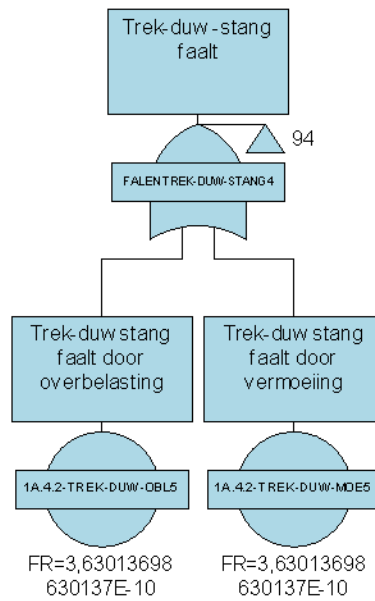 Trek-duw-stang
faalt
94
FALENTREK-DUW-STANG4
Trek-duw stang
faalt door
overbelasting
Trek-duw stang
faalt door
vermoeiing
1A.4.2-TREK-DUW-OBL5
1A.4.2-TREK-DUW-MOE5
FR=3,63013698
630137E-10
FR=3,63013698
630137E-10